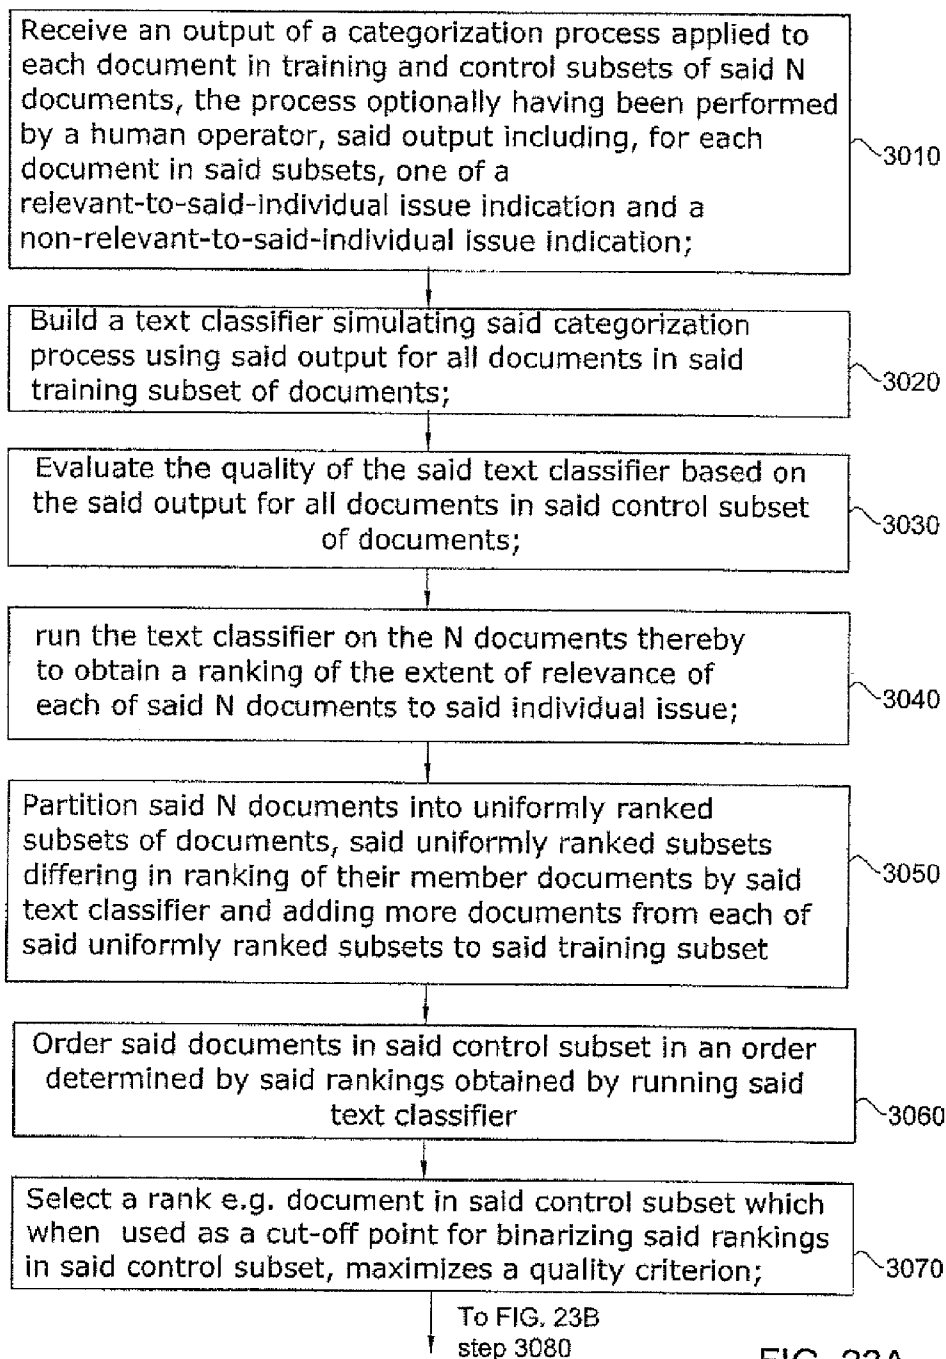 Receive an output of a categorization process applied to
each document in training and control subsets of said N
documents, the process optionally having been performed
by a human operator, said output including, for each
document in said subsets, one of a
relevant-to-said-individual issue indication and a
non-relevant-to-said-individual issue indication;
3010
Build a text classifier simulating said categorization
process using said output for all documents in said
training subset of documents;
3020
Evaluate the quality of the said text classifier based on
the said output for all documents in said control subset
of documents;
3030
run the text classifier on the N documents thereby
to obtain a ranking of the extent of relevance of
each of said N documents to said individual issue;
3040
Partition said N documents into uniformly ranked
subsets of documents, said uniformly ranked subsets
differing in ranking of their member documents by said
text classifier and adding more documents from each of
said uniformly ranked subsets to said training subset
3050
Order said documents in said control subset in an order
determined by said rankings obtained by running said
text classifier
3060
Select a rank e.g. document in said control subset which
when used as a cut-off point for binarizing said rankings
in said control subset, maximizes a quality criterion;
3070
To FIG. 23B
step 3080
FIG. 23A